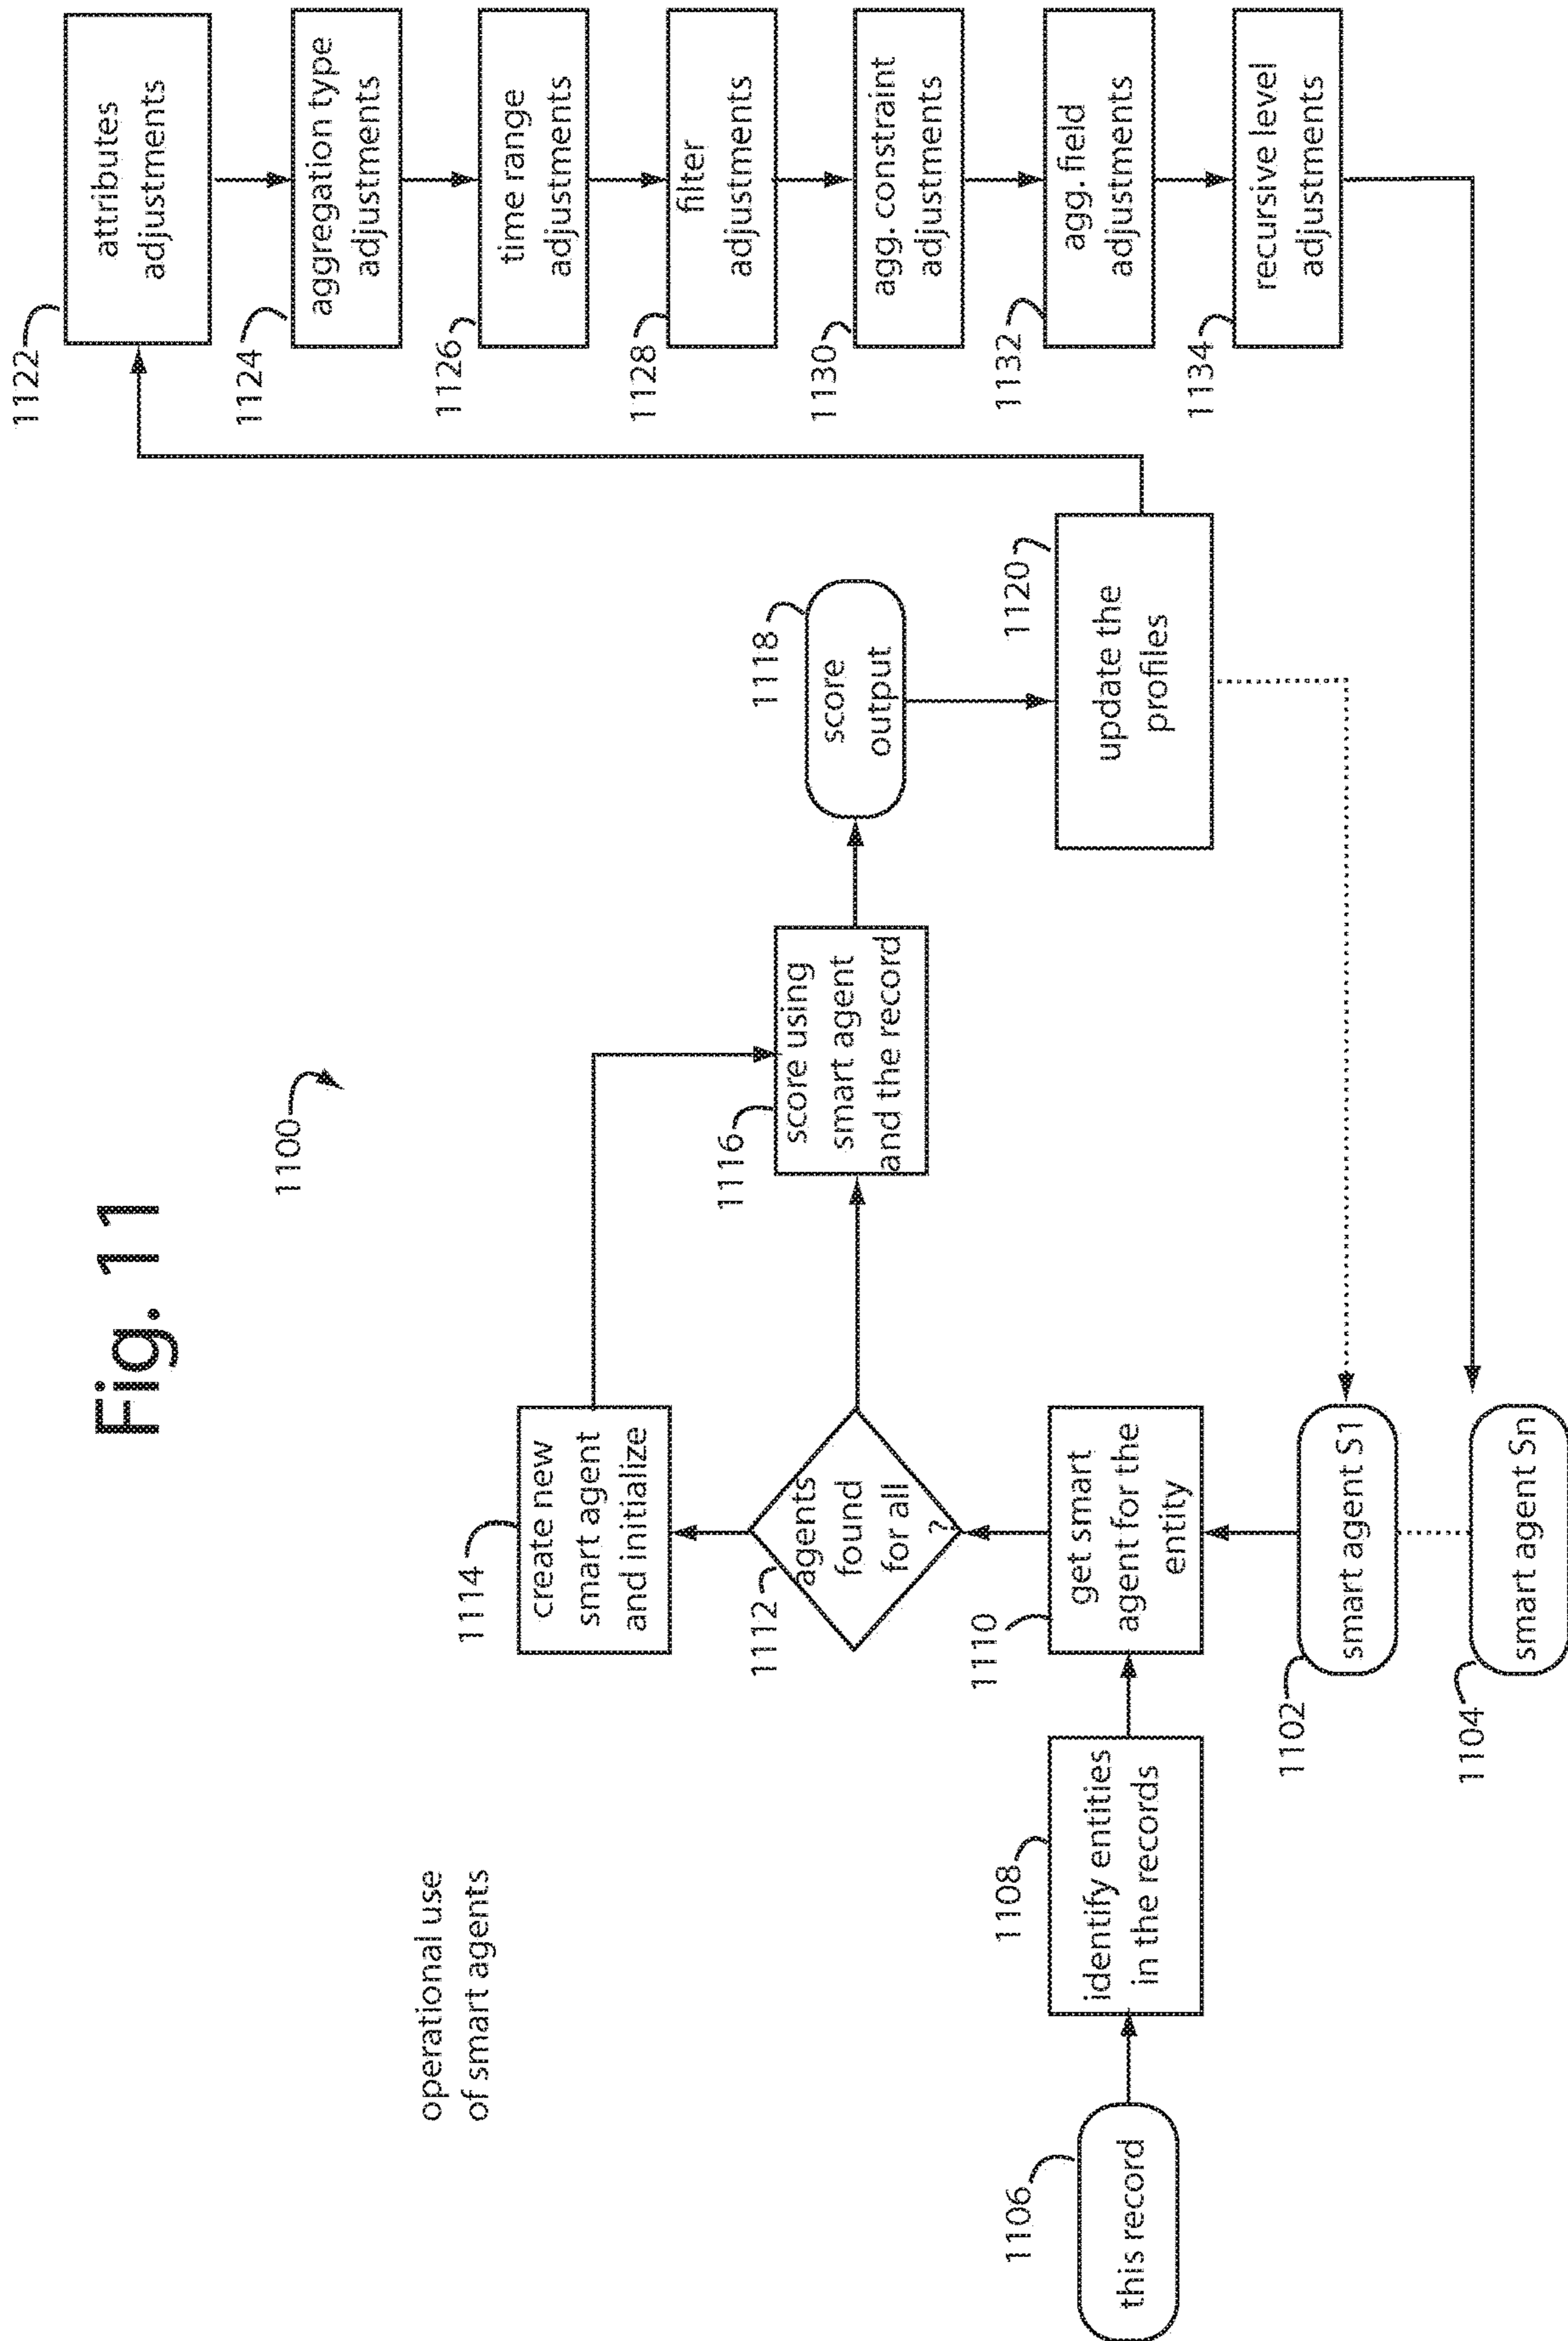 Fig. 11
1100
operational use
of smart agents
1106
this record
1108
identify entities
in the records
1110
get smart
agent for the
entity
1102
smart agent S1
1104
smart agent Sn
1112
agents
found
for all
?
1114
create new
smart agent
and initialize
1116
score using
smart agent
and the record
1118
score
output
1120
update the
profiles
1122
attributes
adjustments
1124
aggregation type
adjustments
1126
time range
adjustments
1128
filter
adjustments
1130
agg. constraint
adjustments
1132
agg. field
adjustments
1134
recursive level
adjustments